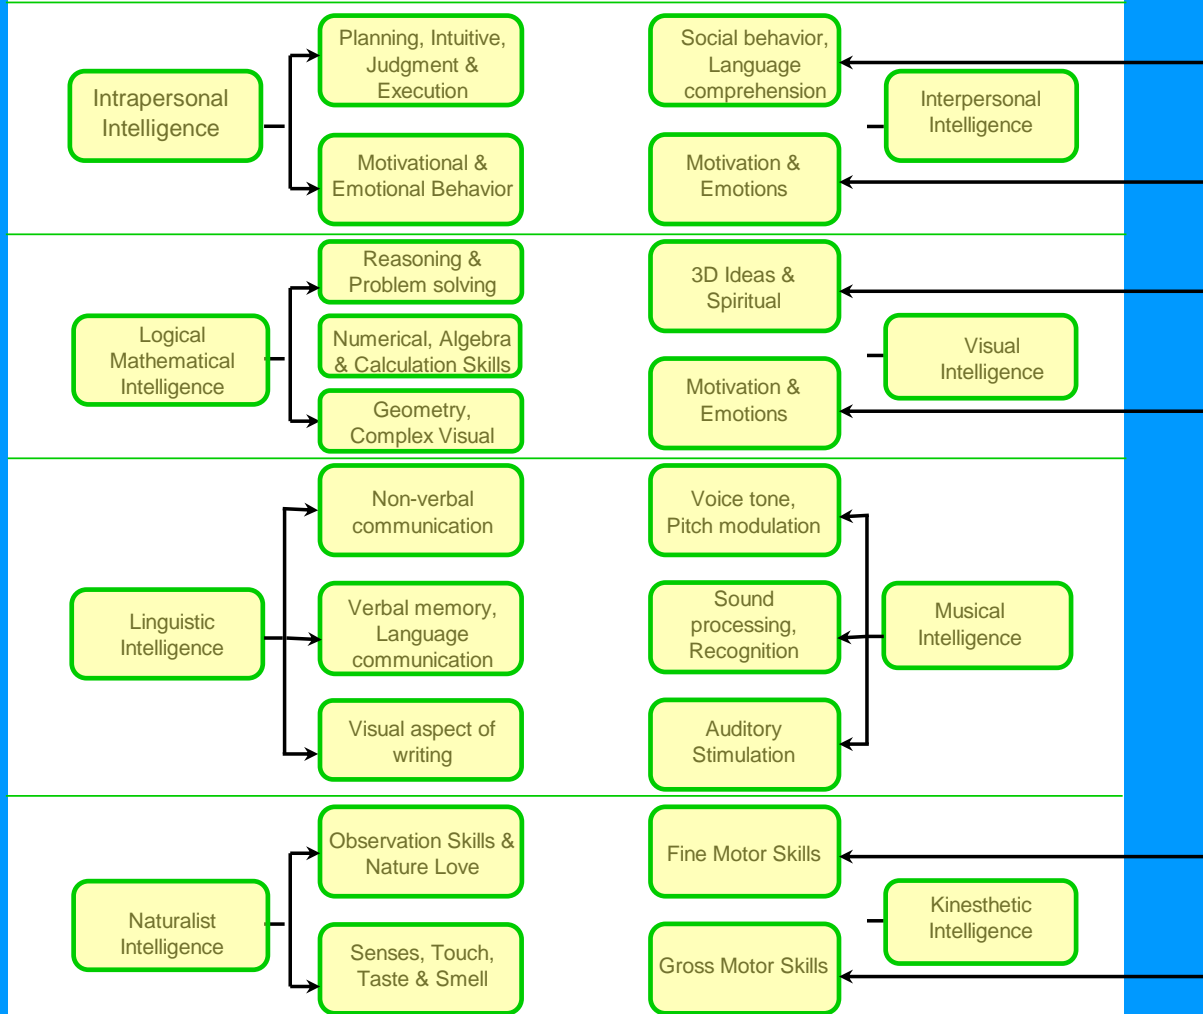 Intrapersonal
Intelligence
Planning, Intuitive,
Judgment &
Execution
Motivational &
Emotional Behavior
Social behavior,
Language
comprehension
Motivation &
Emotions
Interpersonal
Intelligence
Logical
Mathematical
Intelligence
Reasoning &
Problem solving
Numerical, Algebra
& Calculation Skills
Geometry,
Complex Visual
3D Ideas &
Spiritual
Motivation &
Emotions
Visual
Intelligence
Linguistic
Intelligence
Non-verbal
communication
Verbal memory,
Language
communication
Visual aspect of
writing
Voice tone,
Pitch modulation
Sound
processing,
Recognition
Auditory
Stimulation
Musical
Intelligence
Naturalist
Intelligence
Observation Skills &
Nature Love
Senses, Touch,
Taste & Smell
Fine Motor Skills
Gross Motor Skills
Kinesthetic
Intelligence